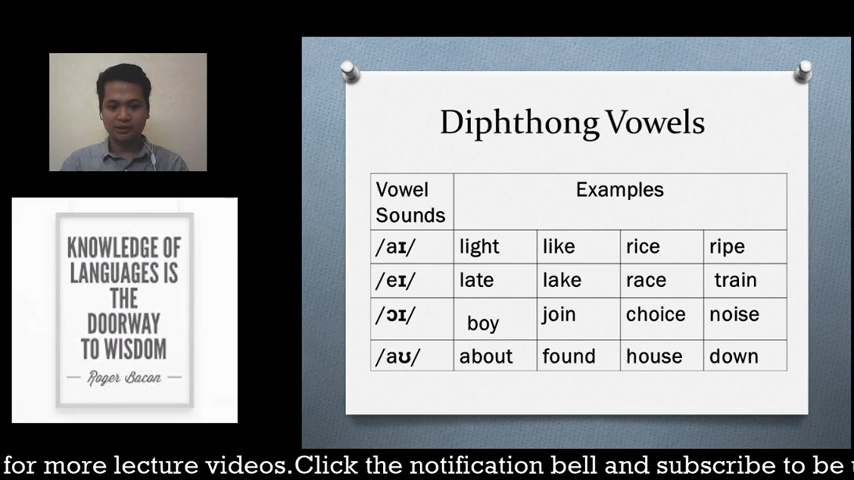 KNOWLEDGE OF
LANGUAGES IS
THE
DOORWAY
TO WISDOM
Roger Bacon
Diphthong Vowels
Vowel Sounds Examples
/aɪ/ light like rice ripe
/eɪ/ late lake race train
/ɔɪ/ boy join choice noise
/aʊ/ about found house down
for more lecture videos.Click the notification bell and subscribe to be